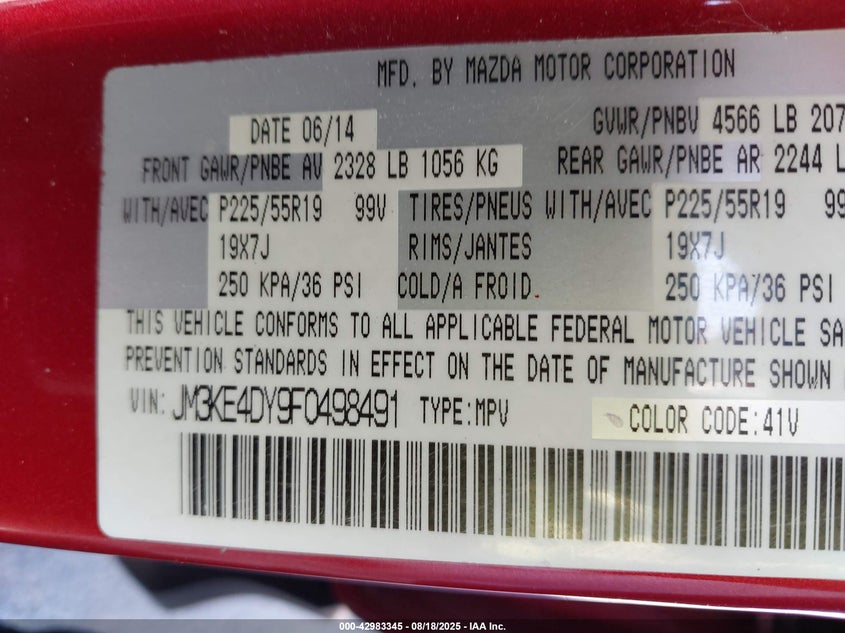 MFD. BY MAZDA MOTOR CORPORATION
DATE 06/14 GVWR/PNBV 4566 LB 207
FRONT GAWR/PNBE AV 2328 LB 1056 KG REAR GAWR/PNBE AR 2244 L
WITH/AVEC P225/55R19 99V TIRES/PNEUS WITH/AVEC P225/55R19 99
19X7J RIMS/JANTES 19X7J
250 KPA/36 PSI COLD/A FROID 250 KPA/36 PSI
THIS VEHICLE CONFORMS TO ALL APPLICABLE FEDERAL MOTOR VEHICLE SA
PREVENTION STANDARDS IN EFFECT ON THE DATE OF MANUFACTURE SHOWN
VIN: JM3KE4DY9F0498491 TYPE:MPV COLOR CODE:41V
000-42983345 - 08/18/2025 - IAA Inc.